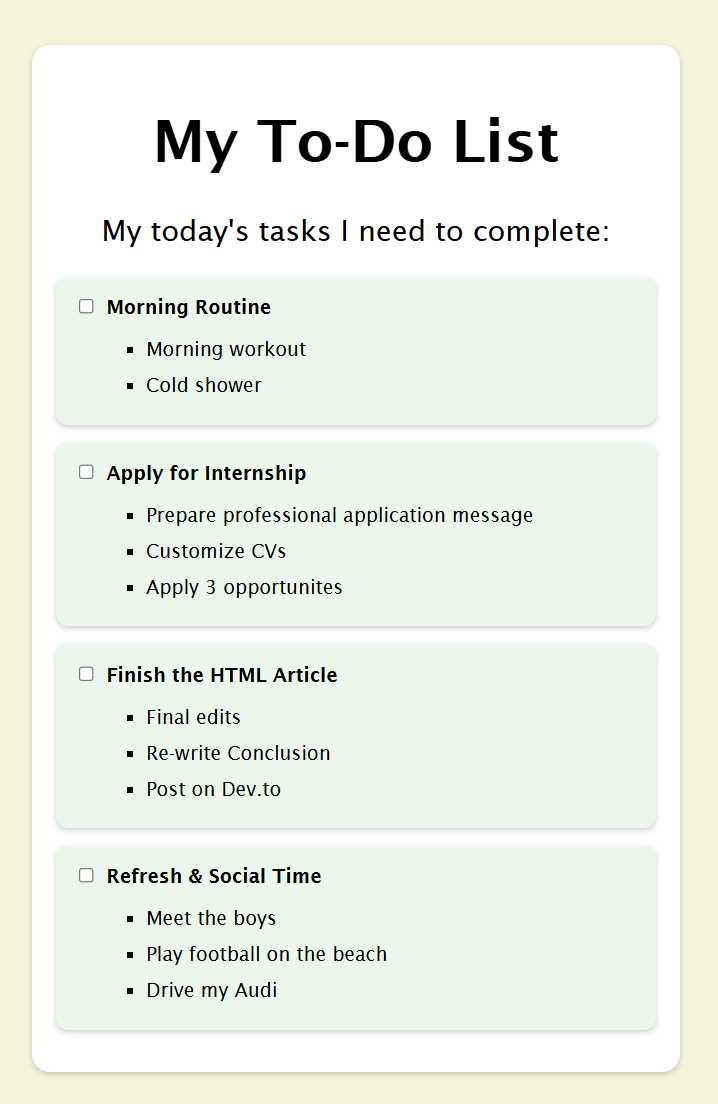 My To-Do List
My today's tasks I need to complete:
Morning Routine
Morning workout
Cold shower
Apply for Internship
Prepare professional application message
Customize CVs
Apply 3 opportunites
Finish the HTML Article
Final edits
Re-write Conclusion
Post on Dev.to
Refresh & Social Time
Meet the boys
Play football on the beach
Drive my Audi